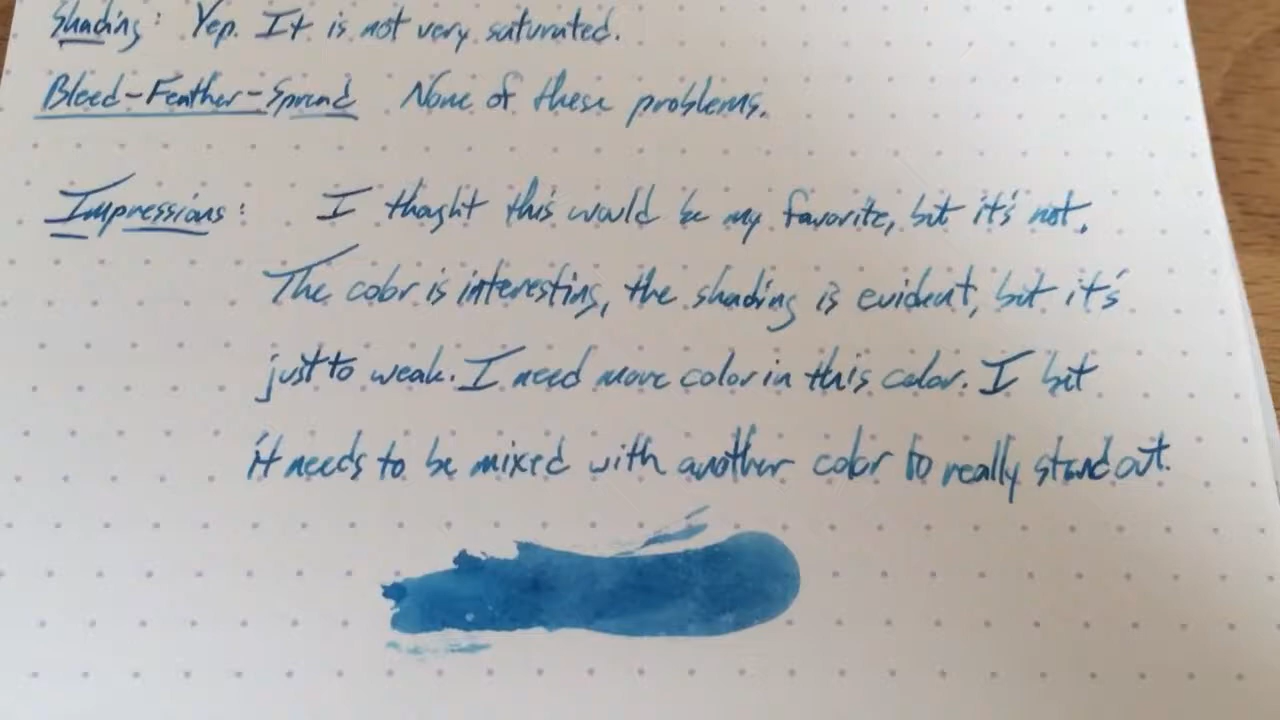 Shading: Yep. It is not very saturated.
Bleed-Feather-Spread None of these problems.
Impressions: I thaght this would be my favorite, but it's not.
The color is interesting, the shading is evident, but it's
just to weak. I need more color in this color. I bet
it needs to be mixed with another color to really stand out.